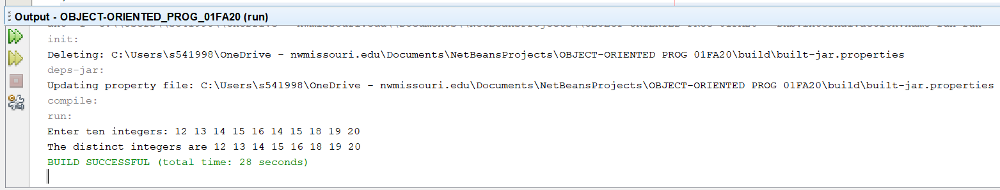 Output - OBJECT-ORIENTED_PROG_01FA20 (run)
init:
Deleting: C:\Users\s541998\OneDrive - nwmissouri.edu\Documents\NetBeansProjects\OBJECT-ORIENTED PROG 01FA20\build\built-jar.properties
deps-jar:
Updating property file: C:\Users\s541998\OneDrive - nwmissouri.edu\Documents\NetBeansProjects\OBJECT-ORIENTED PROG 01FA20\build\built-jar.properties
compile:
run:
Enter ten integers: 12 13 14 15 16 14 15 18 19 20
The distinct integers are 12 13 14 15 16 18 19 20
BUILD SUCCESSFUL (total time: 28 seconds)